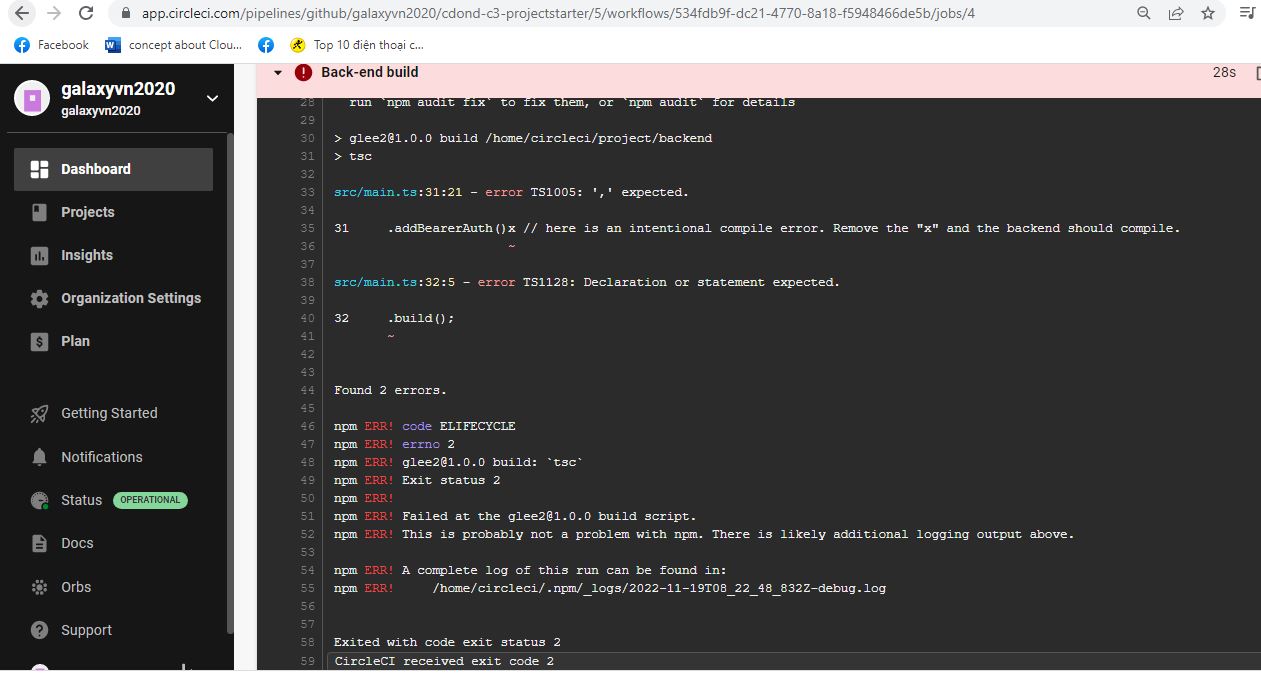 app.circleci.com/pipelines/github/galaxyvn2020/cdond-c3-projectstarter/5/workflows/534fdb9f-dc21-4770-8a18-f5948466de5b/jobs/4
Facebook
concept about Clou...
Top 10 điện thoại c...
galaxyvn2020
galaxyvn2020
Dashboard
Projects
Insights
Organization Settings
Plan
Getting Started
Notifications
Status OPERATIONAL
Docs
Orbs
Support
Back-end build 28s
28 run `npm audit fix` to fix them, or `npm audit` for details
29
30 > glee2@1.0.0 build /home/circleci/project/backend
31 > tsc
32
33 src/main.ts:31:21 - error TS1005: ',' expected.
34
35 31 .addBearerAuth()x // here is an intentional compile error. Remove the "x" and the backend should compile.
36 ~
37
38 src/main.ts:32:5 - error TS1128: Declaration or statement expected.
39
40 32 .build();
41 ~
42
43
44 Found 2 errors.
45
46 npm ERR! code ELIFECYCLE
47 npm ERR! errno 2
48 npm ERR! glee2@1.0.0 build: `tsc`
49 npm ERR! Exit status 2
50 npm ERR!
51 npm ERR! Failed at the glee2@1.0.0 build script.
52 npm ERR! This is probably not a problem with npm. There is likely additional logging output above.
53
54 npm ERR! A complete log of this run can be found in:
55 npm ERR! /home/circleci/.npm/_logs/2022-11-19T08_22_48_832Z-debug.log
56
57
58 Exited with code exit status 2
59 CircleCI received exit code 2